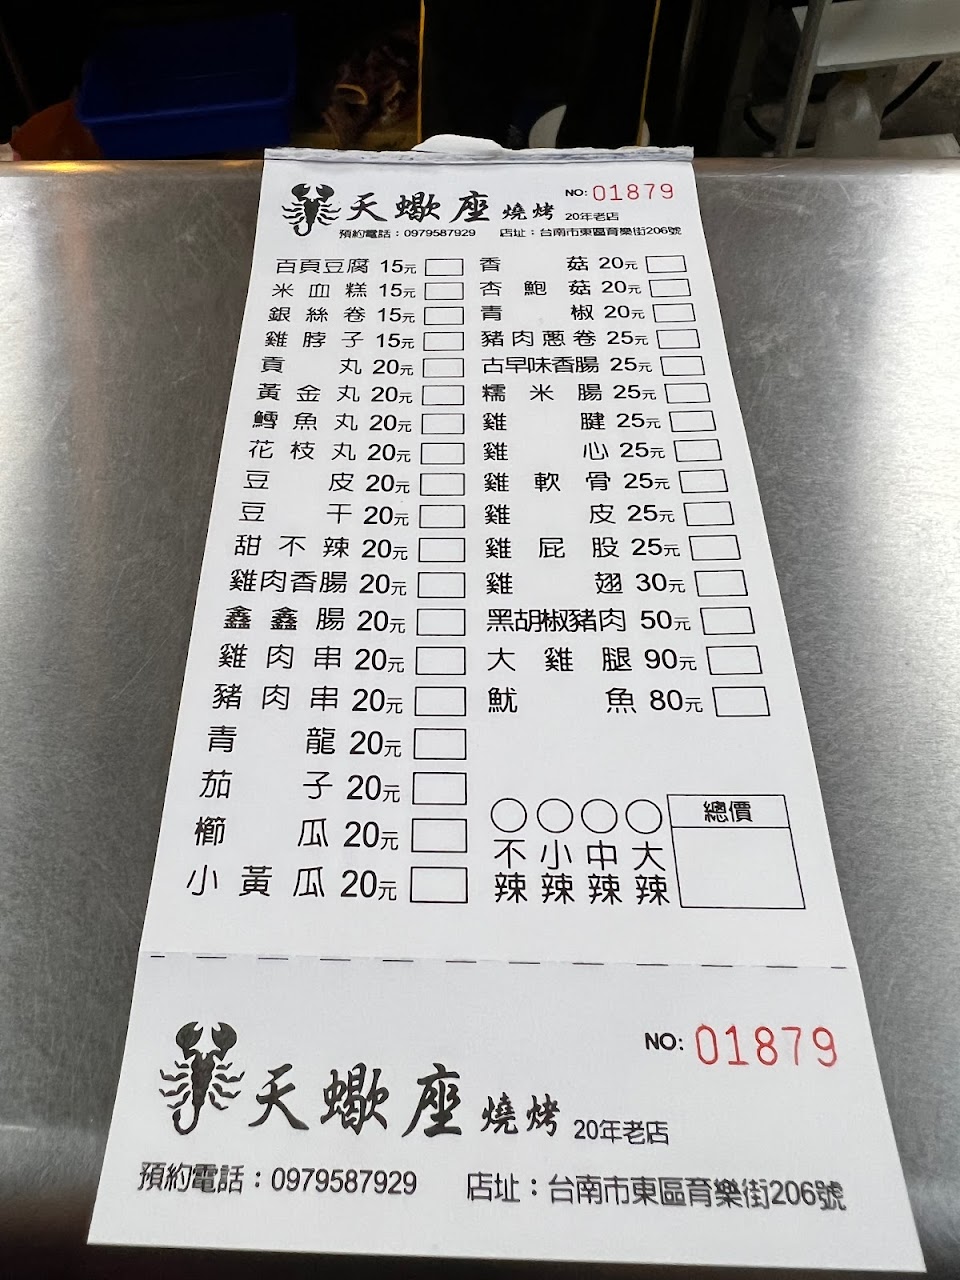 NO: 01879
天蠍座 燒烤 20年老店
預約電話：0979587929 店址：台南市東區育樂街206號
百頁豆腐 15元
米血糕 15元
銀絲卷 15元
雞脖子 15元
貢丸 20元
黃金丸 20元
鱈魚丸 20元
花枝丸 20元
豆皮 20元
豆干 20元
甜不辣 20元
雞肉香腸 20元
鑫鑫腸 20元
雞肉串 20元
豬肉串 20元
青龍 20元
茄子 20元
櫛瓜 20元
小黃瓜 20元
香菇 20元
杏鮑菇 20元
青椒 20元
豬肉蔥卷 25元
古早味香腸 25元
糯米腸 25元
雞腱 25元
雞心 25元
雞軟骨 25元
雞皮 25元
雞屁股 25元
雞翅 30元
黑胡椒豬肉 50元
大雞腿 90元
魷魚 80元
不辣 小辣 中辣 大辣
總價
NO: 01879
天蠍座 燒烤 20年老店
預約電話：0979587929 店址：台南市東區育樂街206號